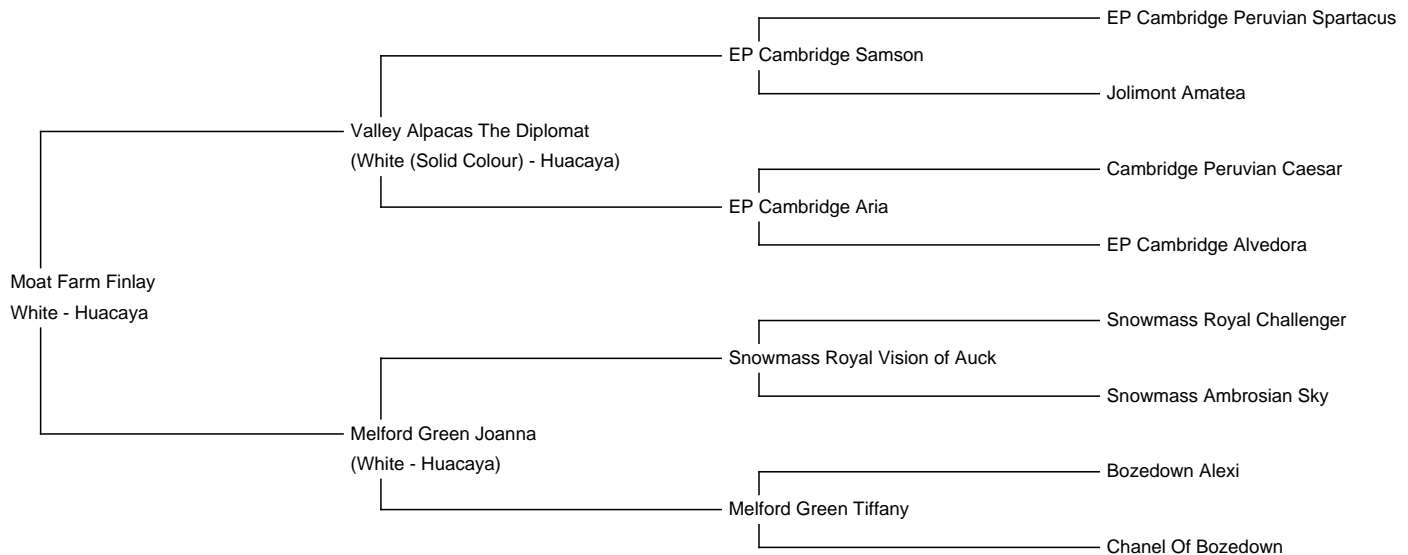 EP Cambridge Peruvian Spartacus
EP Cambridge Samson
Jolimont Amatea
Valley Alpacas The Diplomat
(White (Solid Colour) - Huacaya)
Cambridge Peruvian Caesar
EP Cambridge Aria
EP Cambridge Alvedora
Moat Farm Finlay
White - Huacaya
Snowmass Royal Challenger
Snowmass Royal Vision of Auck
Snowmass Ambrosian Sky
Melford Green Joanna
(White - Huacaya)
Bozedown Alexi
Melford Green Tiffany
Chanel Of Bozedown